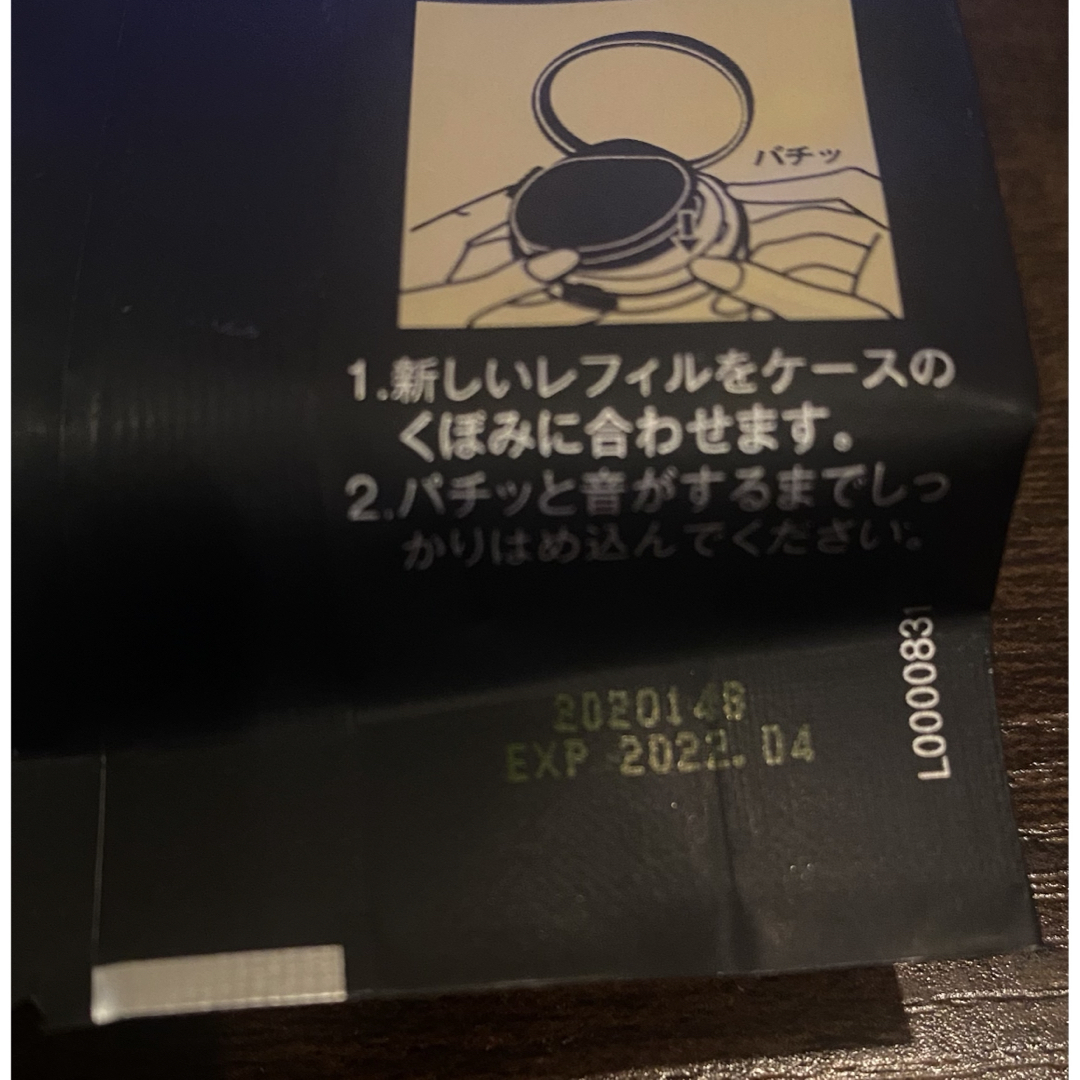 パチッ
1.新しいレフィルをケースの
くぼみに合わせます。
2.パチッと音がするまでしっ
かりはめ込んでください。
2020148
EXP 2022.04
L0000831